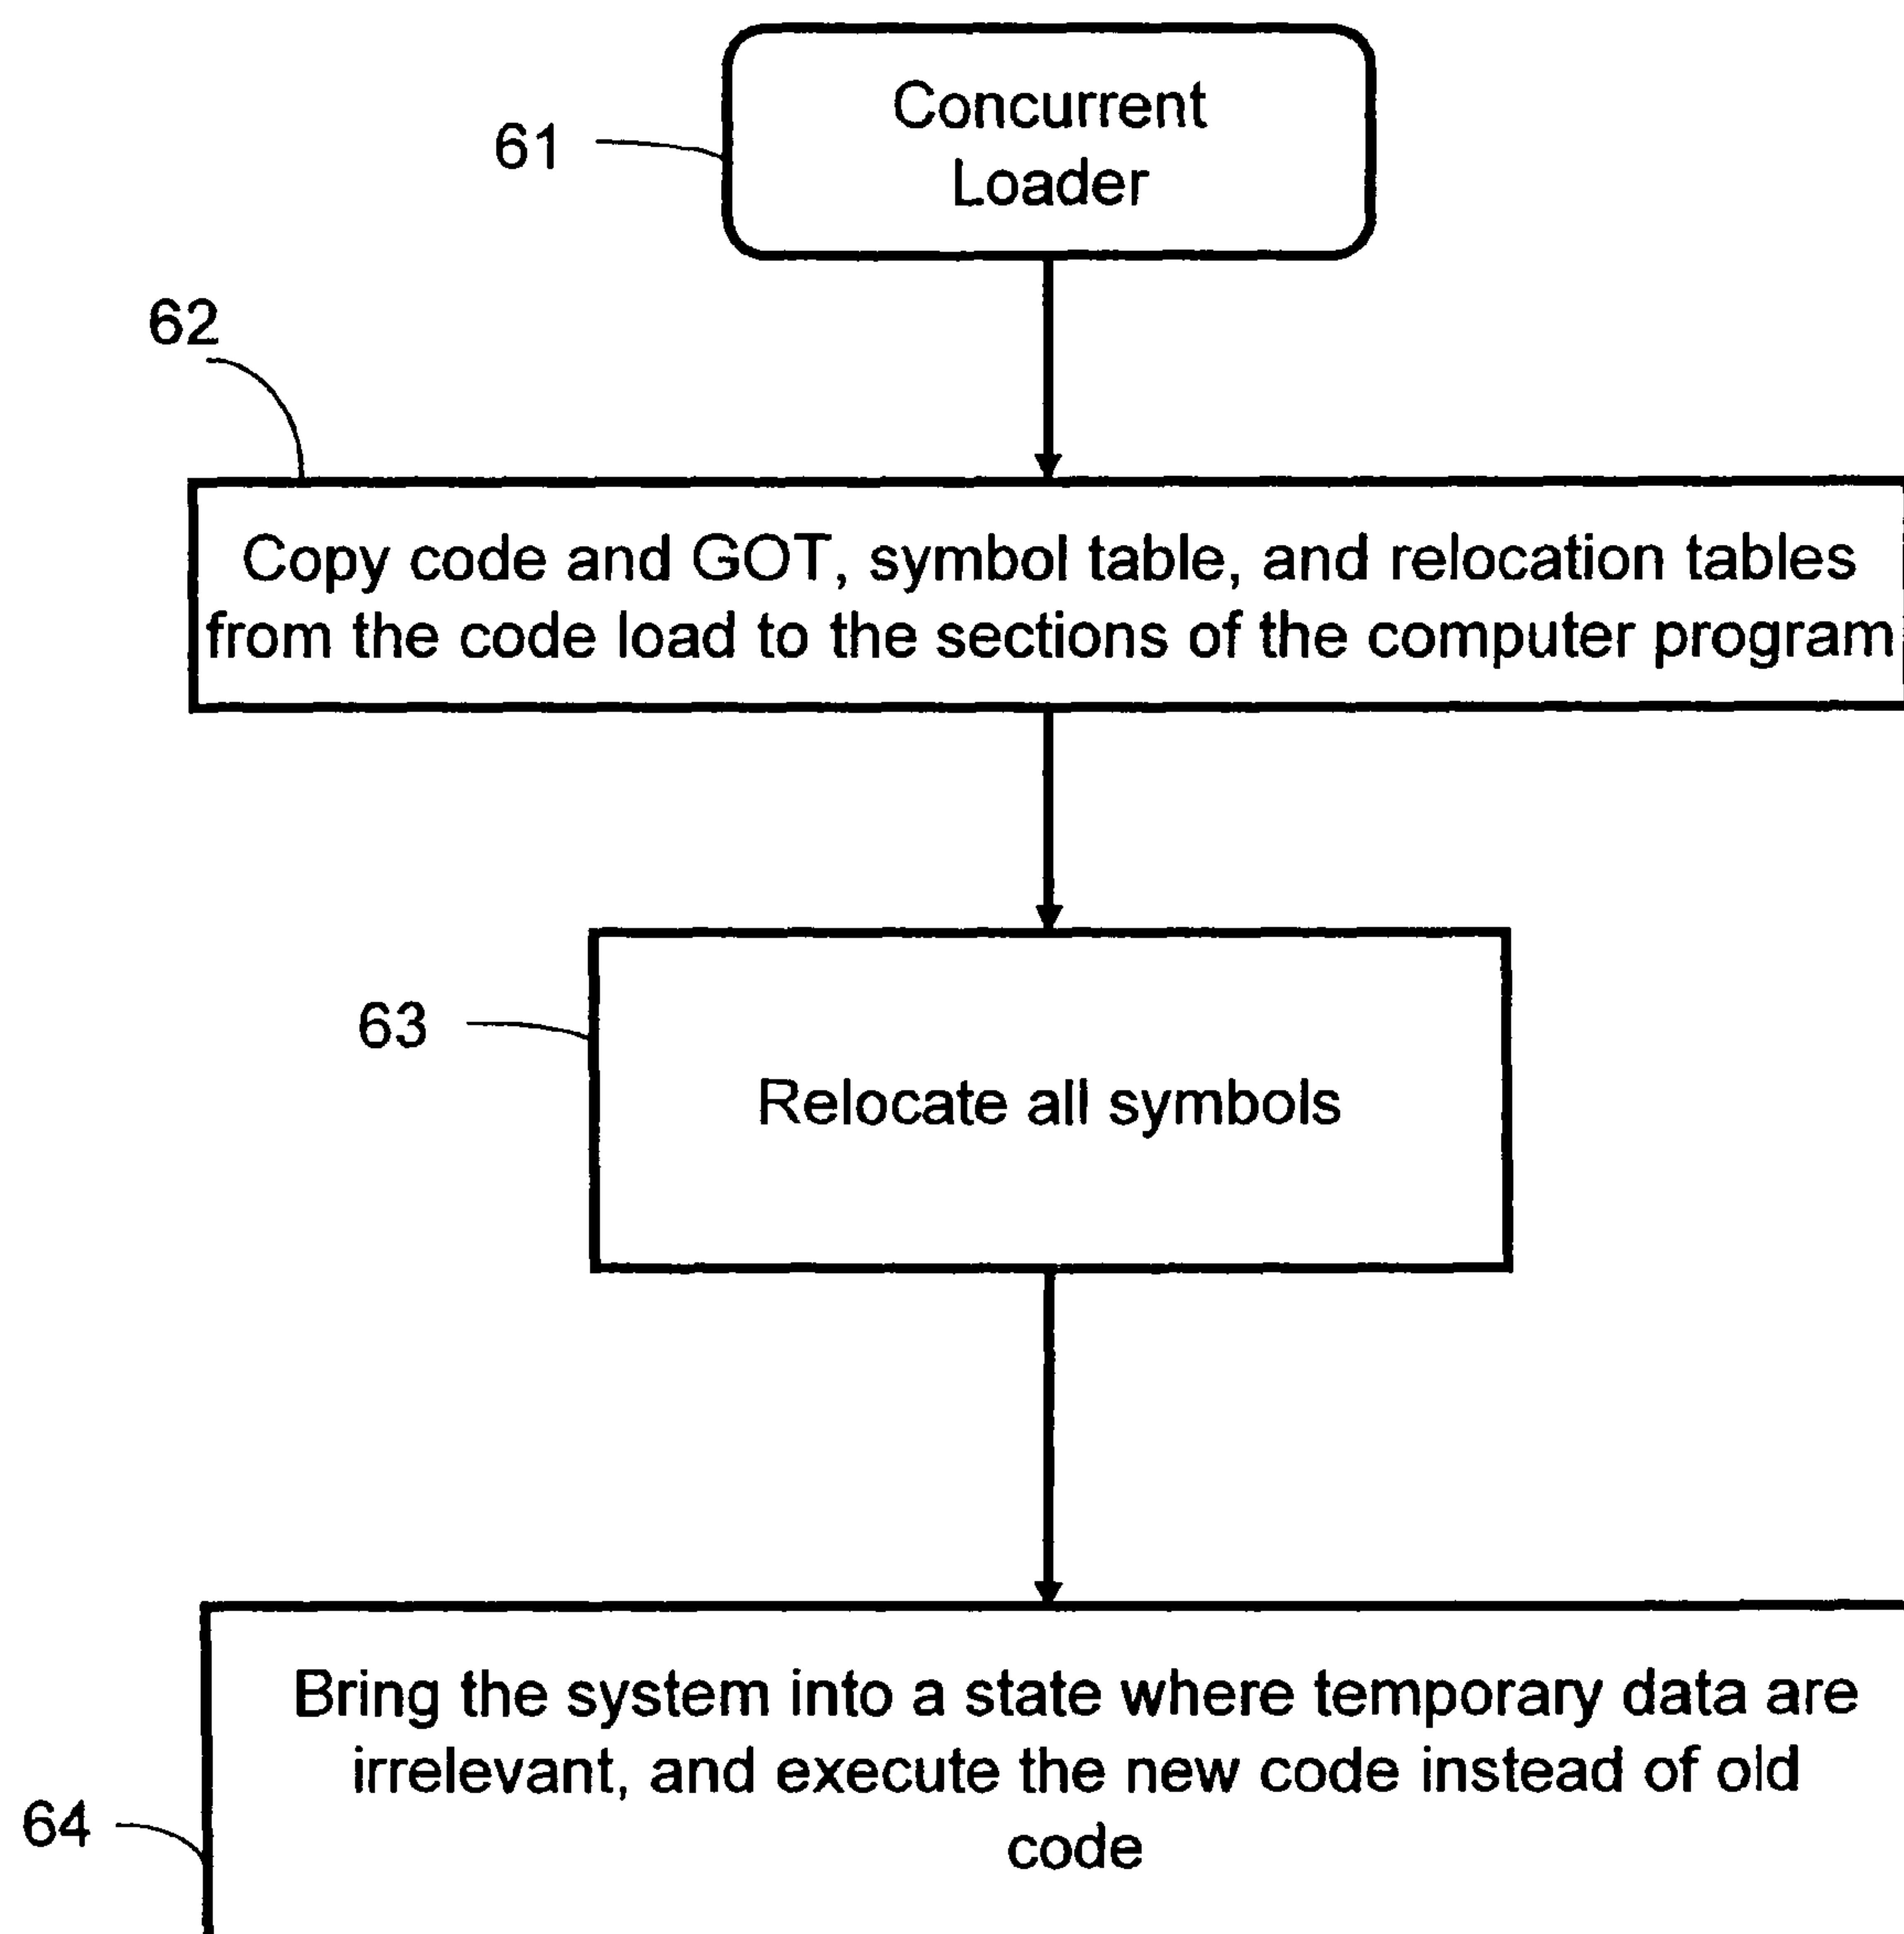 Concurrent
Loader
61
62
Copy code and GOT, symbol table, and relocation tables
from the code load to the sections of the computer program
63
Relocate all symbols
Bring the system into a state where temporary data are
irrelevant, and execute the new code instead of old
code
64